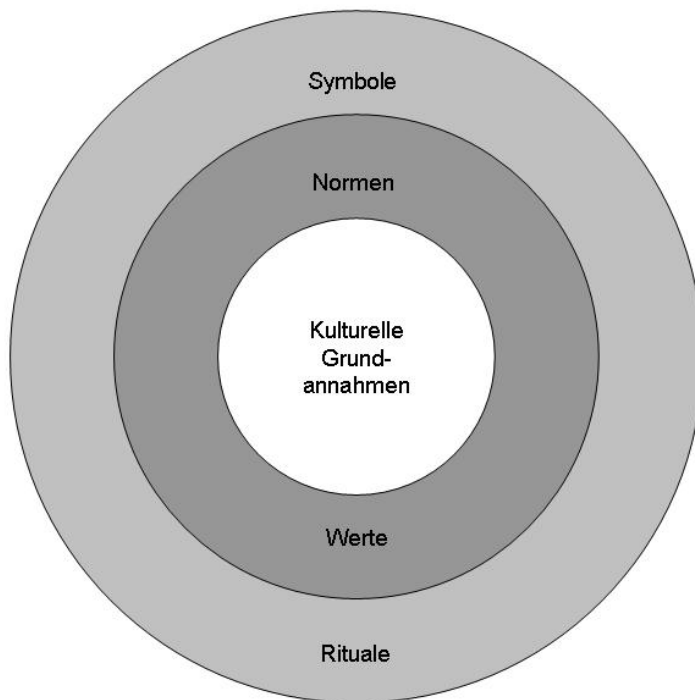 Symbole
Normen
Kulturelle
Grund-
annahmen
Werte
Rituale